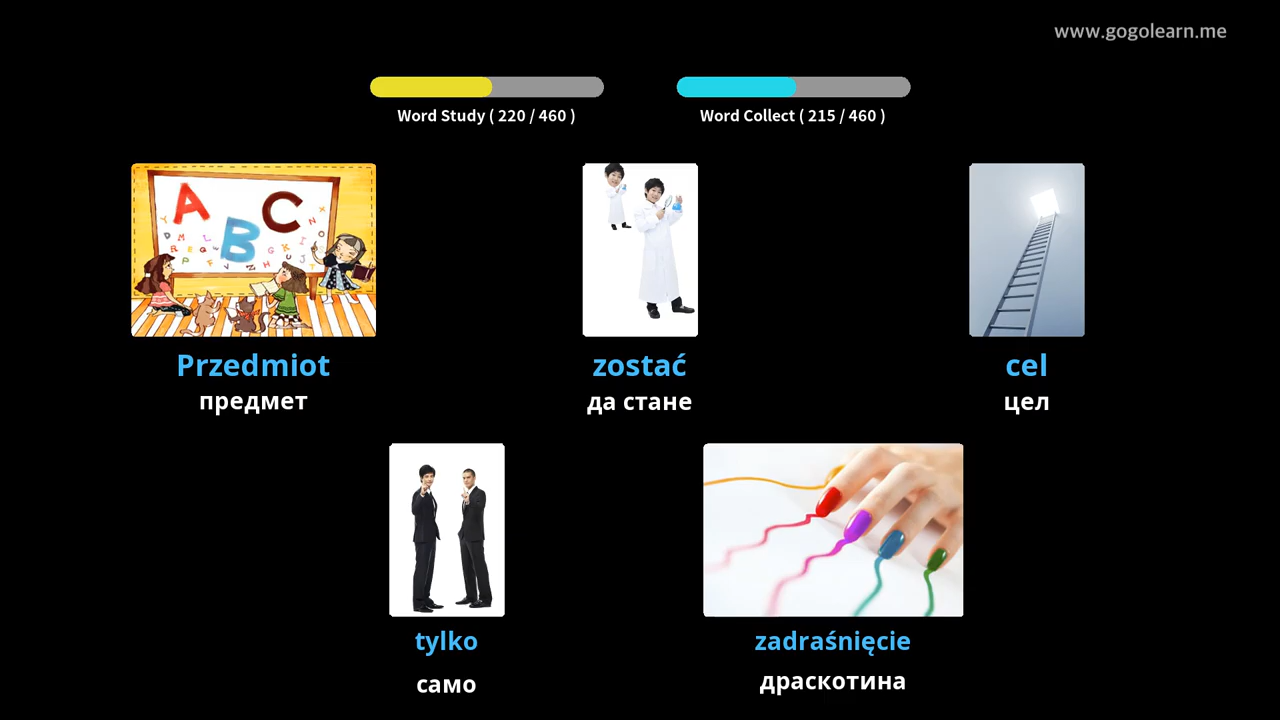 www.gogolearn.me
Word Study ( 220 / 460 )
Word Collect ( 215 / 460 )
A B C
Przedmiot
предмет
zostać
да стане
cel
цел
tylko
само
zadraśnięcie
драскотина